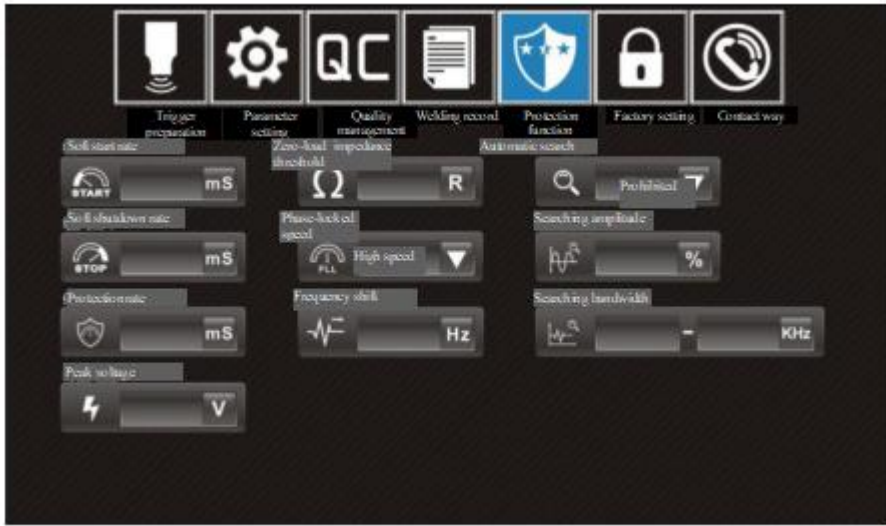 QC
Trigger
preparation
Parameter
setting
Quality
management
Welding record
Protection
function
Factory setting
Contact way
Soft start rate
Zero-load impedance
threshold
Automatic search
START
mS
Ω
R
Prohibited
Soft shutdown rate
Phase-locked
speed
Searching amplitude
STOP
mS
PLL
High speed
%
Protection rate
Frequency shift
Searching bandwidth
mS
Hz
-
KHz
Peak voltage
V